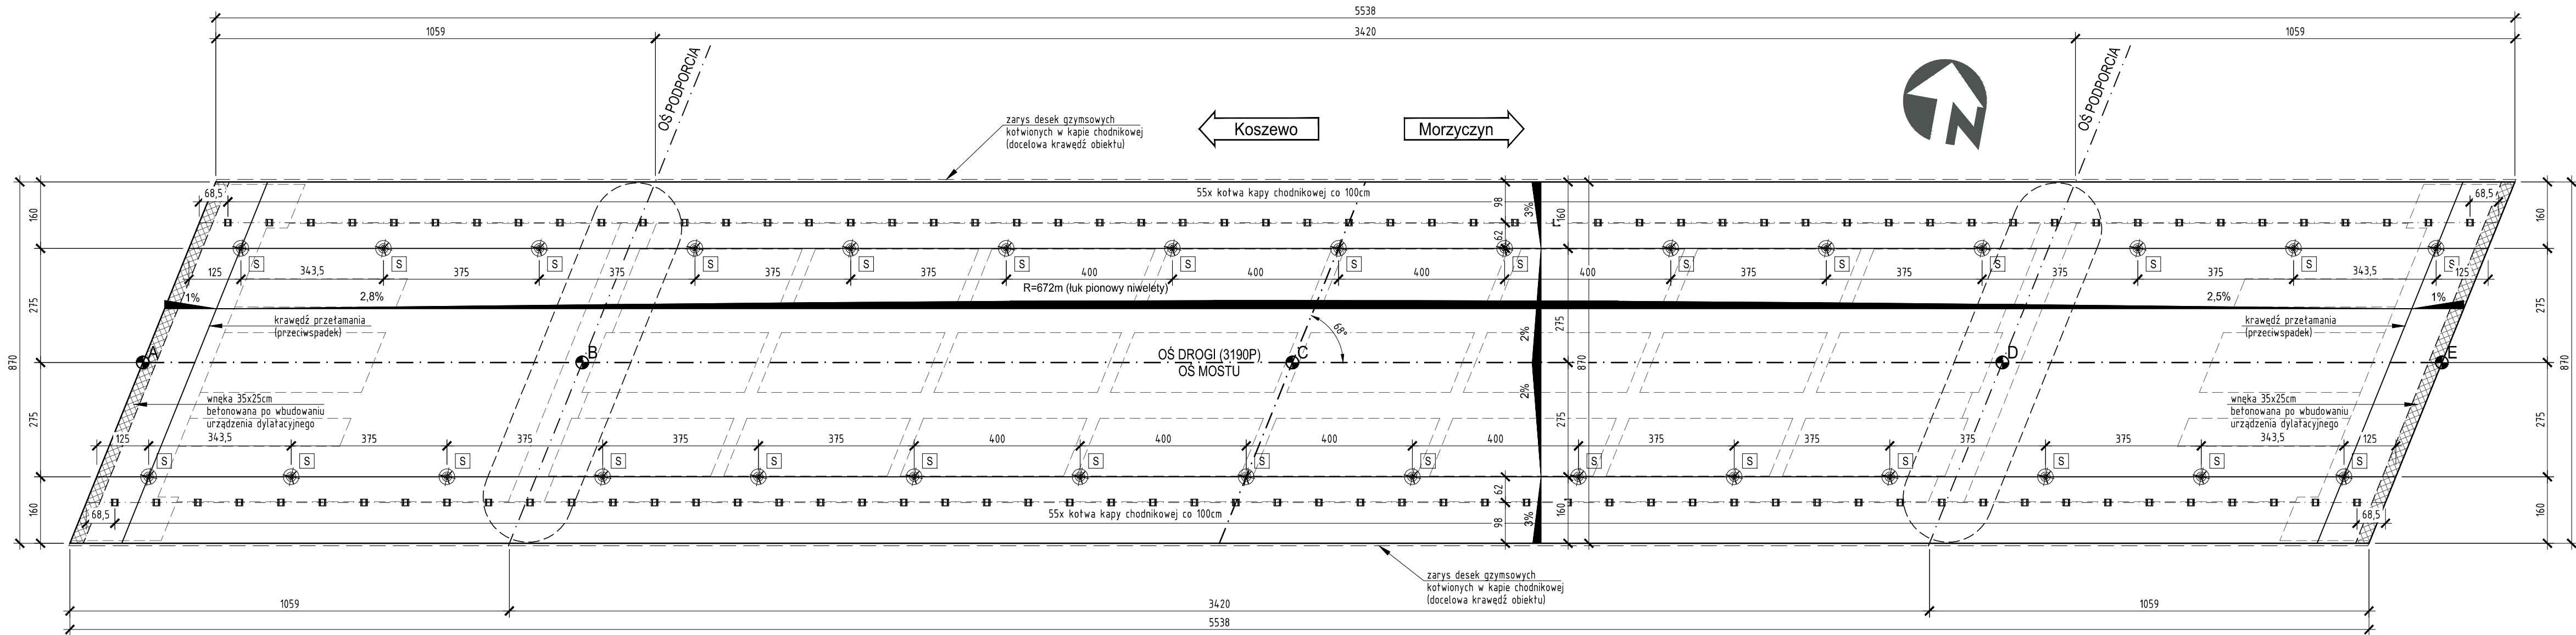 5538
1059
3420
1059
OŚ PODPORCIA
OŚ PODPORCIA
zarys desek gzymsowych
kotwionych w kapie chodnikowej
(docelowa krawędź obiektu)
Koszewo
Morzyczyn
N
870
160
275
275
160
68,5
55x kotwa kapy chodnikowej co 100cm
98
3%
160
62
68,5
160
275
275
160
870
S S S S S S S S S S S S S S S
125 343,5 375 375 375 375 400 400 400 400 375 375 375 375 343,5 125
R=672m (łuk pionowy niwelety)
1%
2,8%
2,5%
1%
krawędź przełamania
(przeciwspadek)
68°
2%
275
krawędź przełamania
(przeciwspadek)
A
B
OŚ DROGI (3190P)
OŚ MOSTU
C
870
D
E
wnęka 35x25cm
betonowana po wbudowaniu
urządzenia dylatacyjnego
2%
275
wnęka 35x25cm
betonowana po wbudowaniu
urządzenia dylatacyjnego
125 343,5 375 375 375 375 400 400 400 400 375 375 375 375 343,5 125
S S S S S S S S S S S S S S S
68,5
55x kotwa kapy chodnikowej co 100cm
62
98
3%
160
68,5
zarys desek gzymsowych
kotwionych w kapie chodnikowej
(docelowa krawędź obiektu)
1059
3420
1059
5538